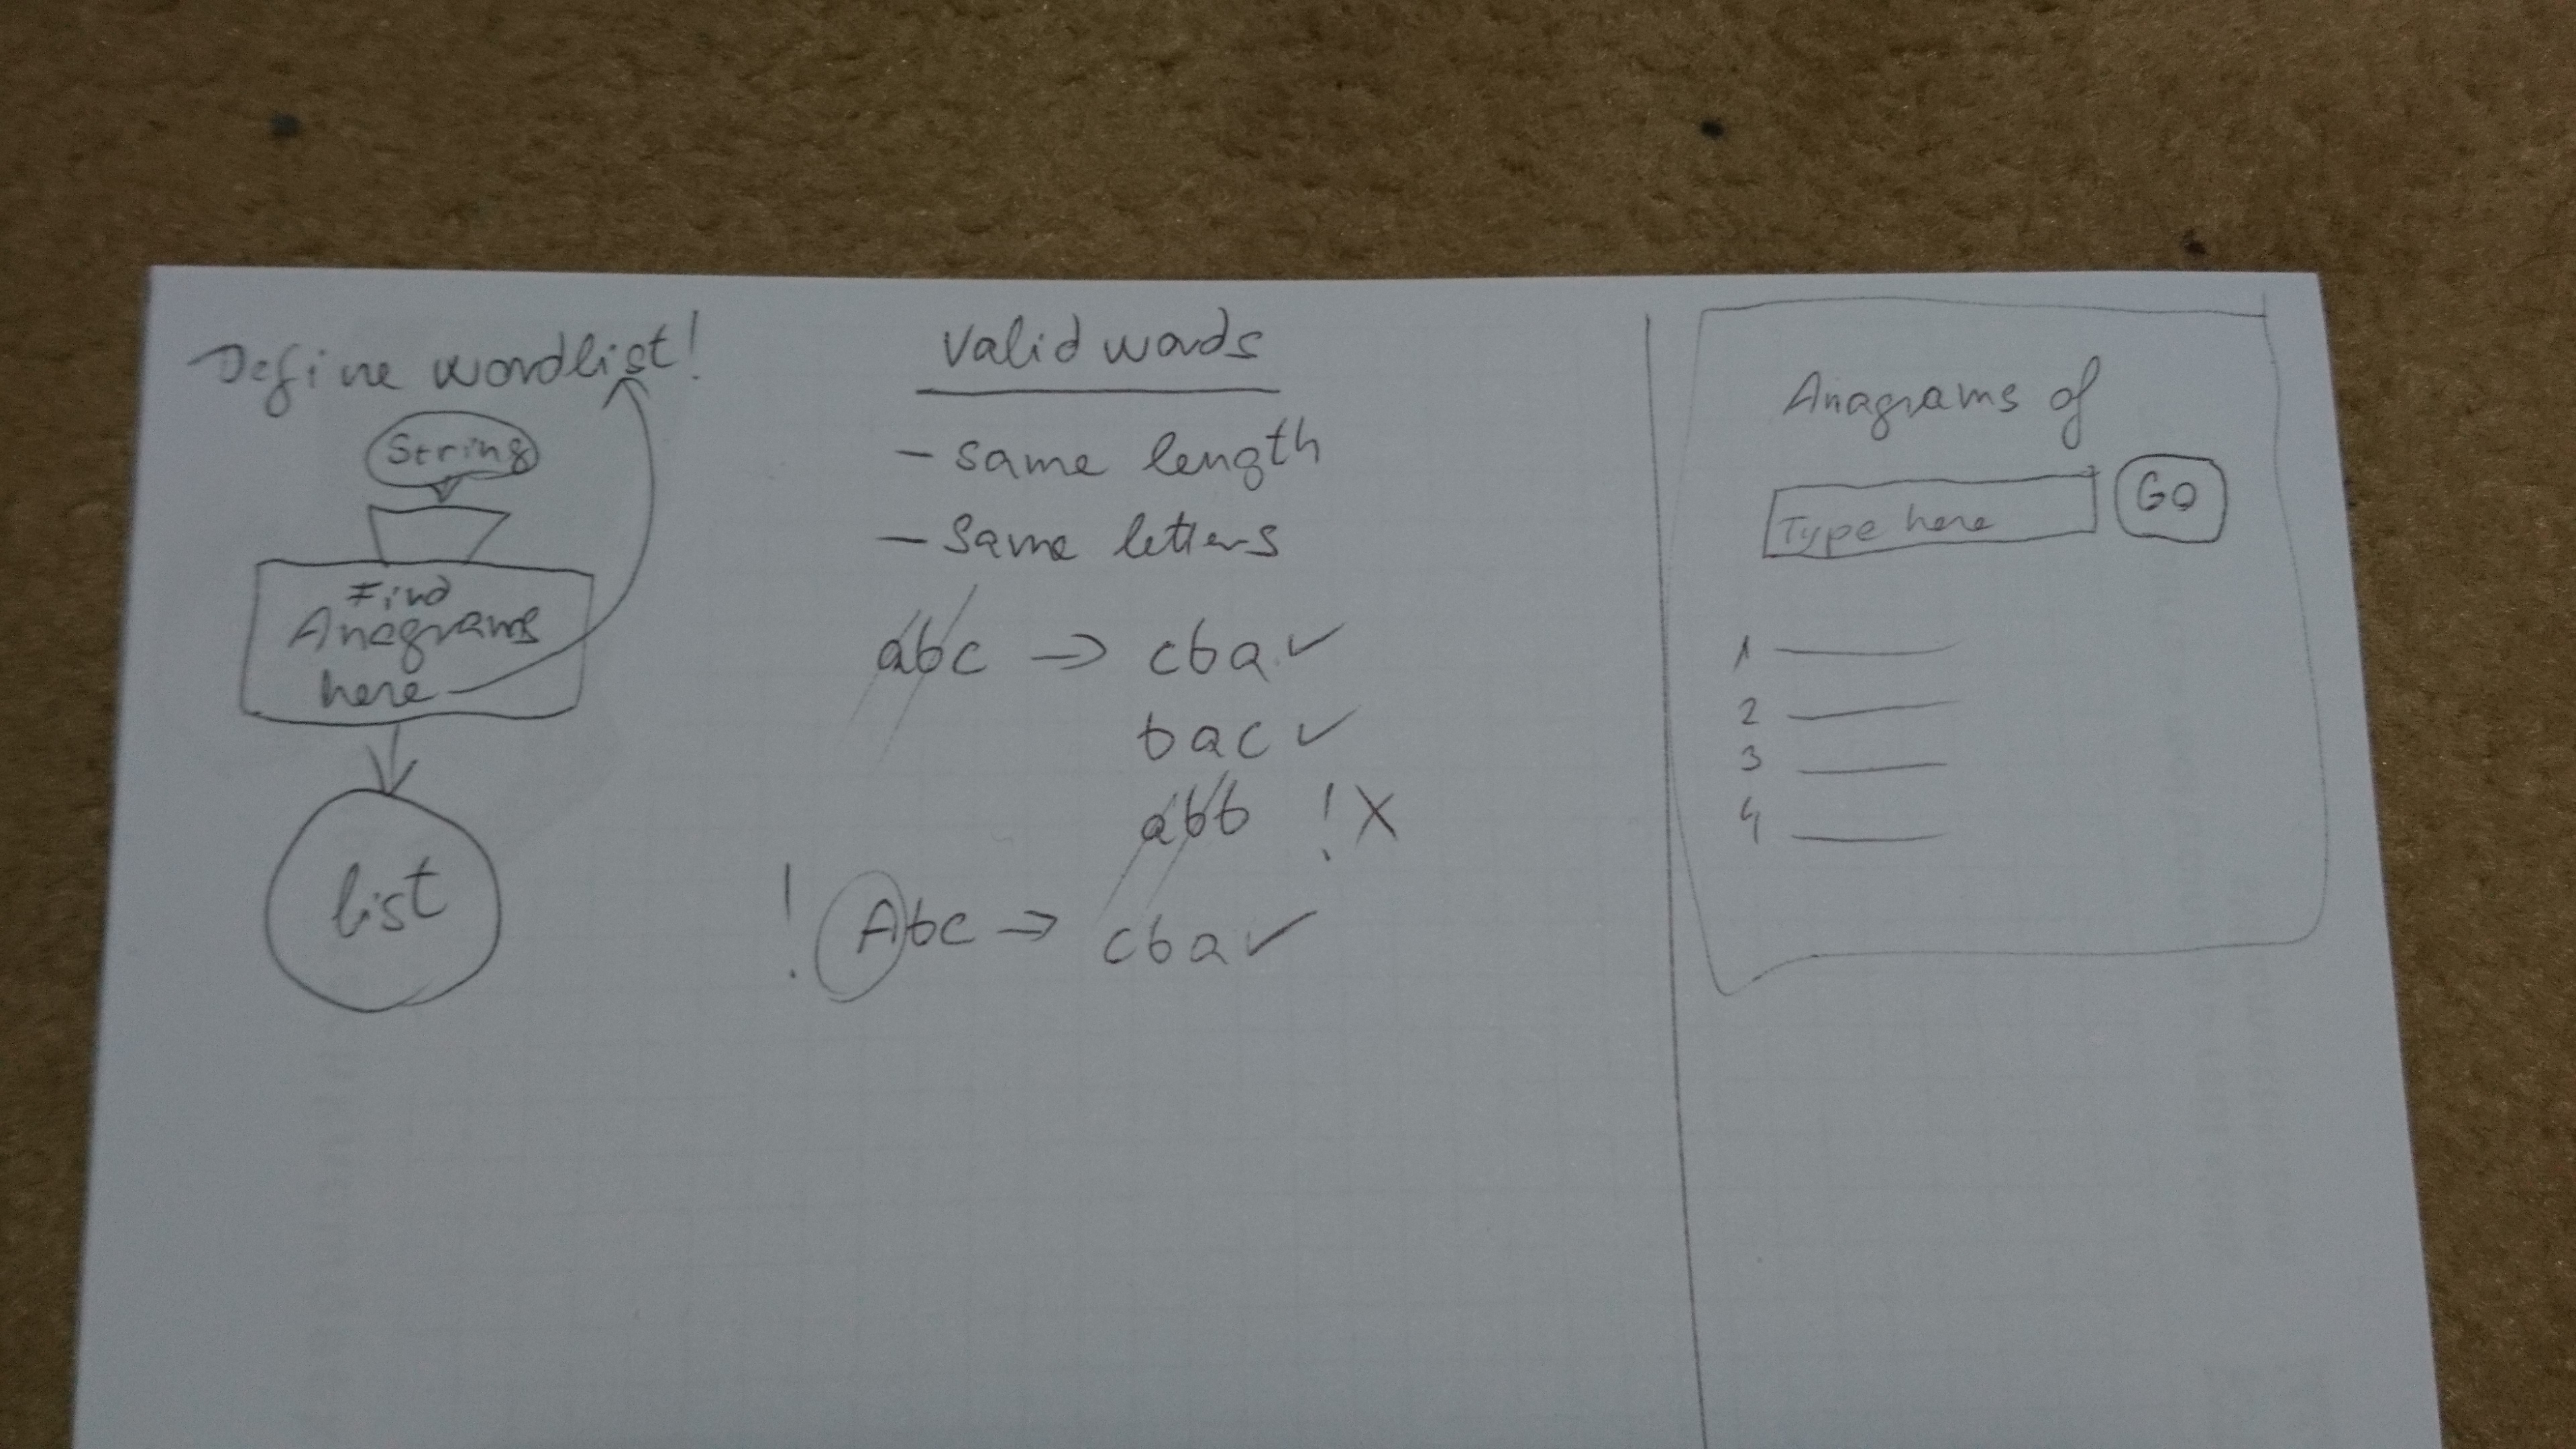 Define wordlist!
String
Find
Anagrams
here
list
Valid words
- same length
- Same letters
abc → cba ✓
bac ✓
abb ! X
! Abc → cba ✓
Anagrams of
Type here
GO
1
2
3
4